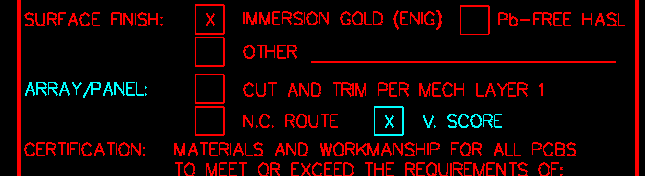 SURFACE FINISH: X IMMERSION GOLD (ENIG) Pb-FREE HASL
OTHER
ARRAY/PANEL: CUT AND TRIM PER MECH LAYER 1
N.C. ROUTE X V. SCORE
CERTIFICATION: MATERIALS AND WORKMANSHIP FOR ALL PCBS
TO MEET OR EXCEED THE REQUIREMENTS OF: